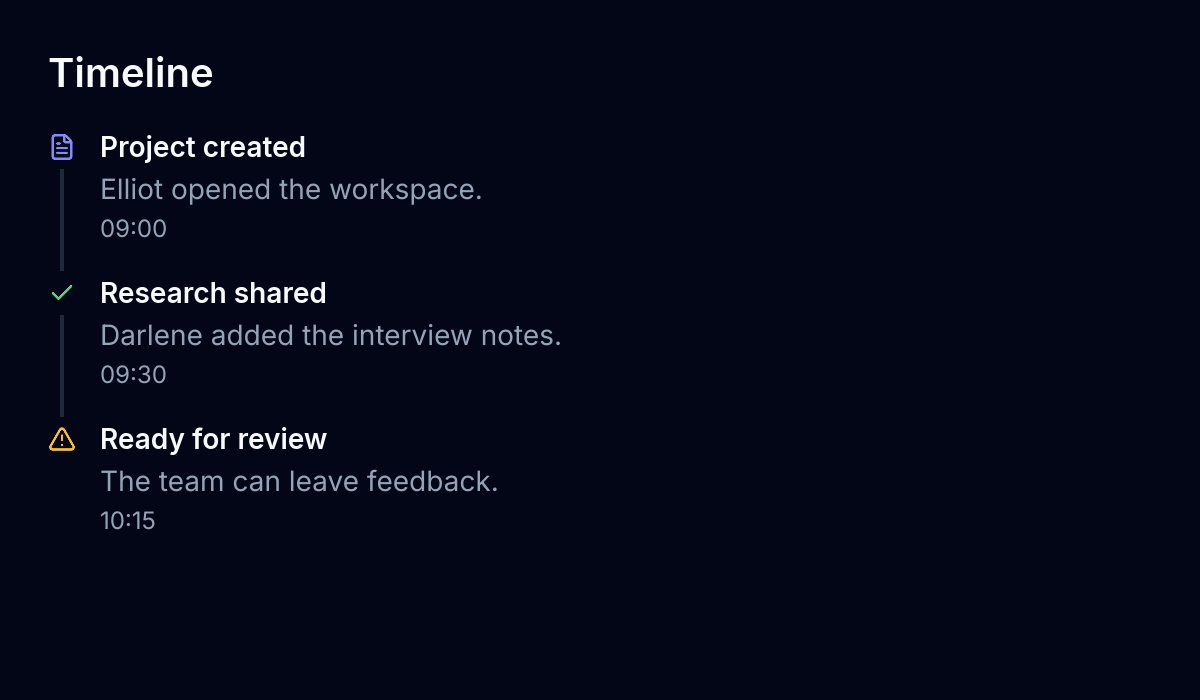 Timeline
Project created
Elliot opened the workspace.
09:00
Research shared
Darlene added the interview notes.
09:30
Ready for review
The team can leave feedback.
10:15